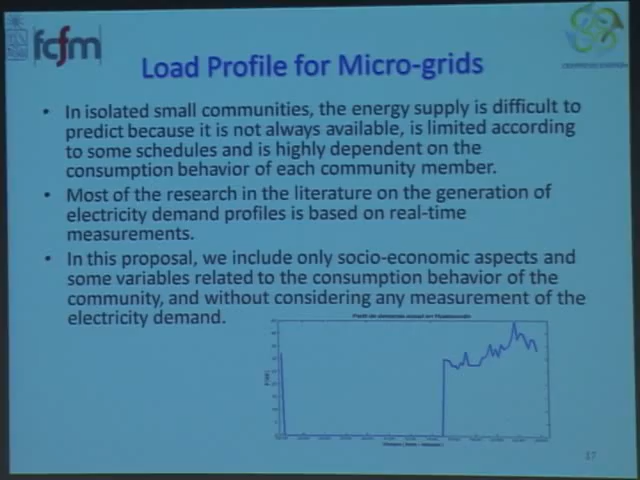 fcfm
Load Profile for Micro-grids
• In isolated small communities, the energy supply is difficult to
predict because it is not always available, is limited according
to some schedules and is highly dependent on the
consumption behavior of each community member.
• Most of the research in the literature on the generation of
electricity demand profiles is based on real-time
measurements.
• In this proposal, we include only socio-economic aspects and
some variables related to the consumption behavior of the
community, and without considering any measurement of the
electricity demand.
17